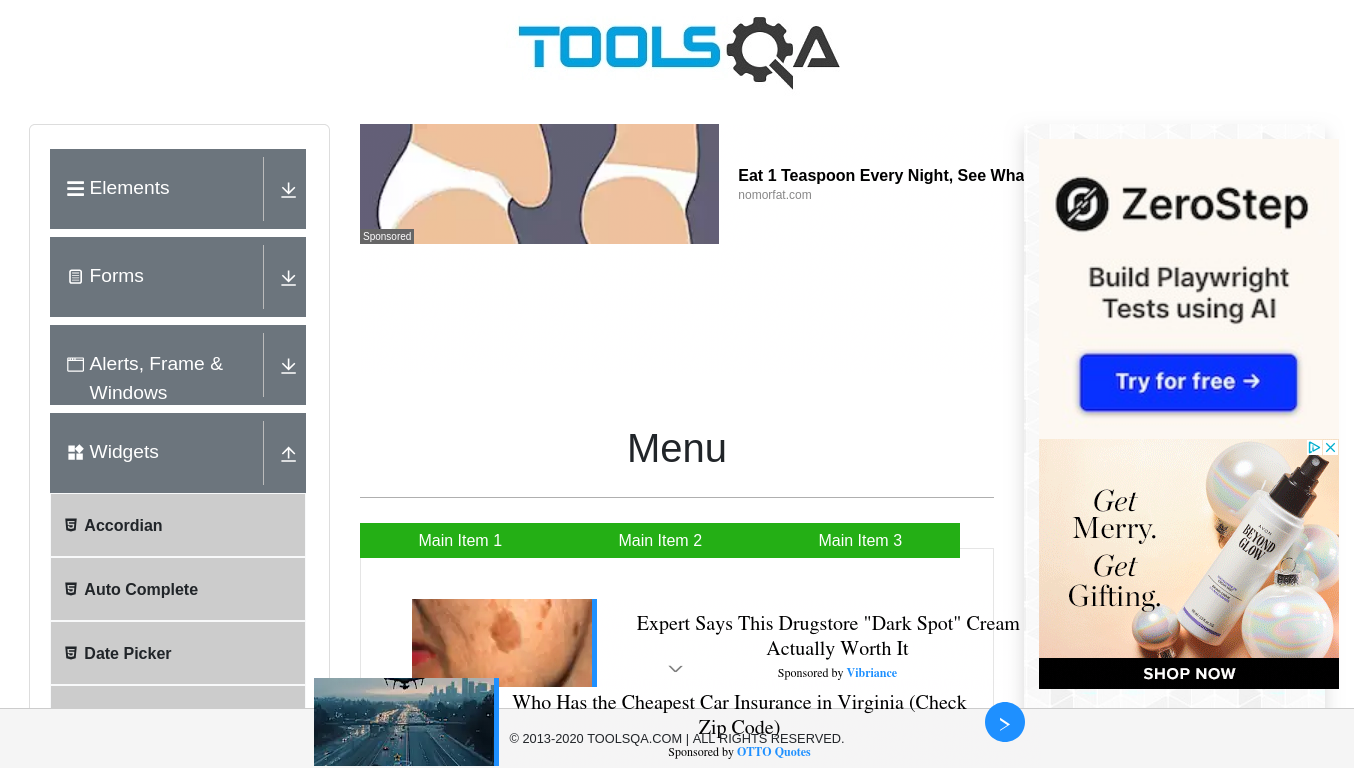 TOOLSQA
Elements
Forms
Alerts, Frame &
Windows
Widgets
Accordian
Auto Complete
Date Picker
Sponsored
Eat 1 Teaspoon Every Night, See Wha
nomorfat.com
Menu
Main Item 1
Main Item 2
Main Item 3
Expert Says This Drugstore "Dark Spot" Cream
Actually Worth It
Sponsored by Vibriance
Who Has the Cheapest Car Insurance in Virginia (Check
Zip Code)
Sponsored by OTTO Quotes
© 2013-2020 TOOLSQA.COM | ALL RIGHTS RESERVED.
ZeroStep
Build Playwright
Tests using AI
Try for free →
Get
Merry.
Get
Gifting.
AVON
BEYOND
GLOW
SHOP NOW